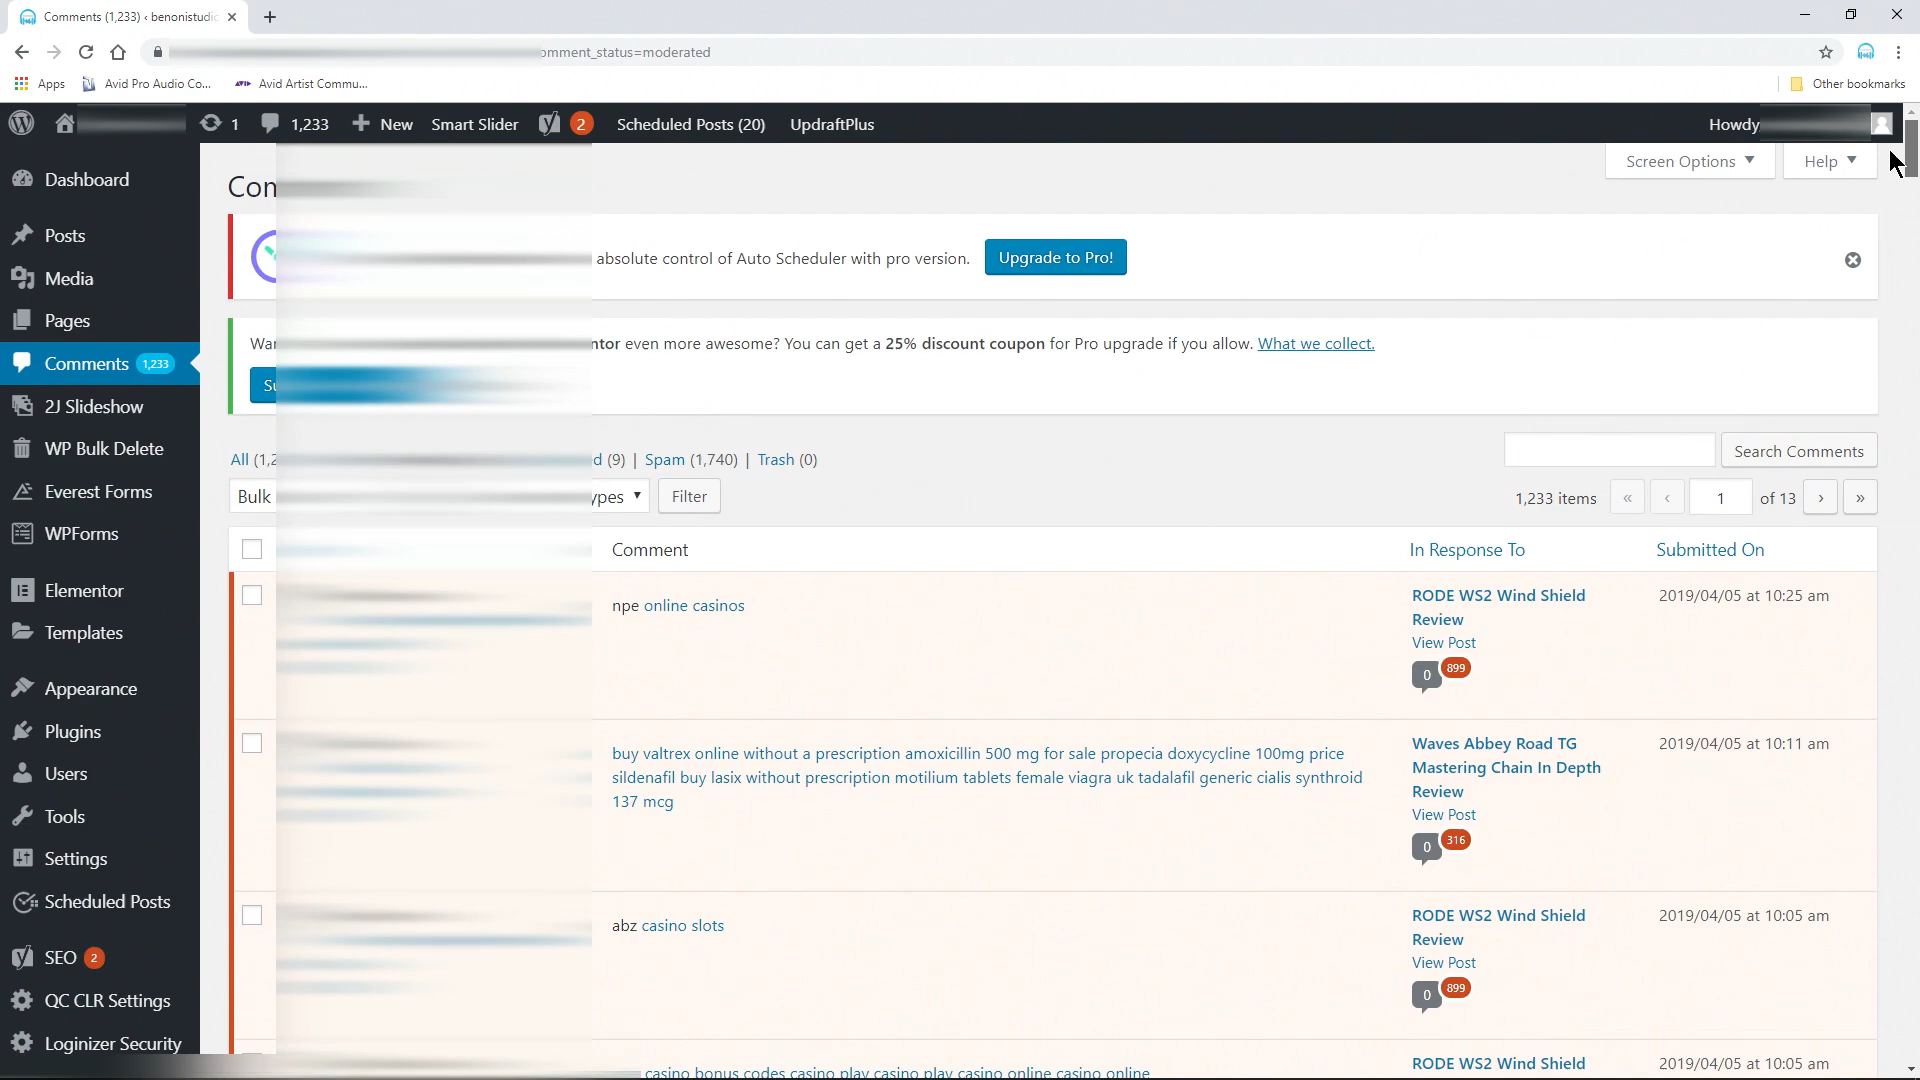 Comments (1,233) ‹ benonistudio
omment_status=moderated
Apps
Avid Pro Audio Co...
Avid Artist Commu...
Other bookmarks
1
1,233
New
Smart Slider
2
Scheduled Posts (20)
UpdraftPlus
Howdy
Dashboard
Posts
Media
Pages
Comments 1,233
2J Slideshow
WP Bulk Delete
Everest Forms
WPForms
Elementor
Templates
Appearance
Plugins
Users
Tools
Settings
Scheduled Posts
SEO 2
QC CLR Settings
Loginizer Security
Screen Options
Help
Com
absolute control of Auto Scheduler with pro version.
Upgrade to Pro!
even more awesome? You can get a 25% discount coupon for Pro upgrade if you allow. What we collect.
All (1,2
d (9) | Spam (1,740) | Trash (0)
Search Comments
Bulk
ypes
Filter
1,233 items « ‹ 1 of 13 › »
Comment
In Response To
Submitted On
npe online casinos
RODE WS2 Wind Shield
Review
View Post
0 899
2019/04/05 at 10:25 am
buy valtrex online without a prescription amoxicillin 500 mg for sale propecia doxycycline 100mg price
sildenafil buy lasix without prescription motilium tablets female viagra uk tadalafil generic cialis synthroid
137 mcg
Waves Abbey Road TG
Mastering Chain In Depth
Review
View Post
0 316
2019/04/05 at 10:11 am
abz casino slots
RODE WS2 Wind Shield
Review
View Post
0 899
2019/04/05 at 10:05 am
casino bonus codes casino play casino play casino online casino online
RODE WS2 Wind Shield
2019/04/05 at 10:05 am